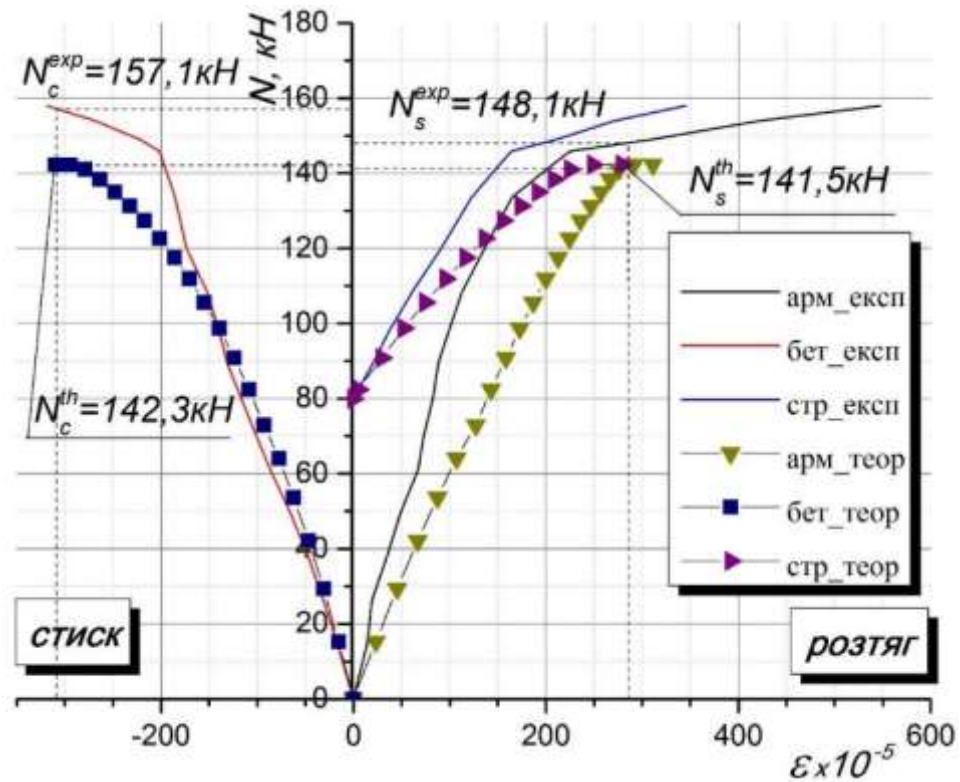 180
N, кН
N_c^exp=157,1кН
160
N_s^exp=148,1кН
140
N_s^th=141,5кН
120
арм_експ
100
бет_експ
80
N_c^th=142,3кН
стр_експ
60
арм_теор
бет_теор
40
стр_теор
20
стиск
розтяг
0
-200
0
200
400
600
εx10^-5